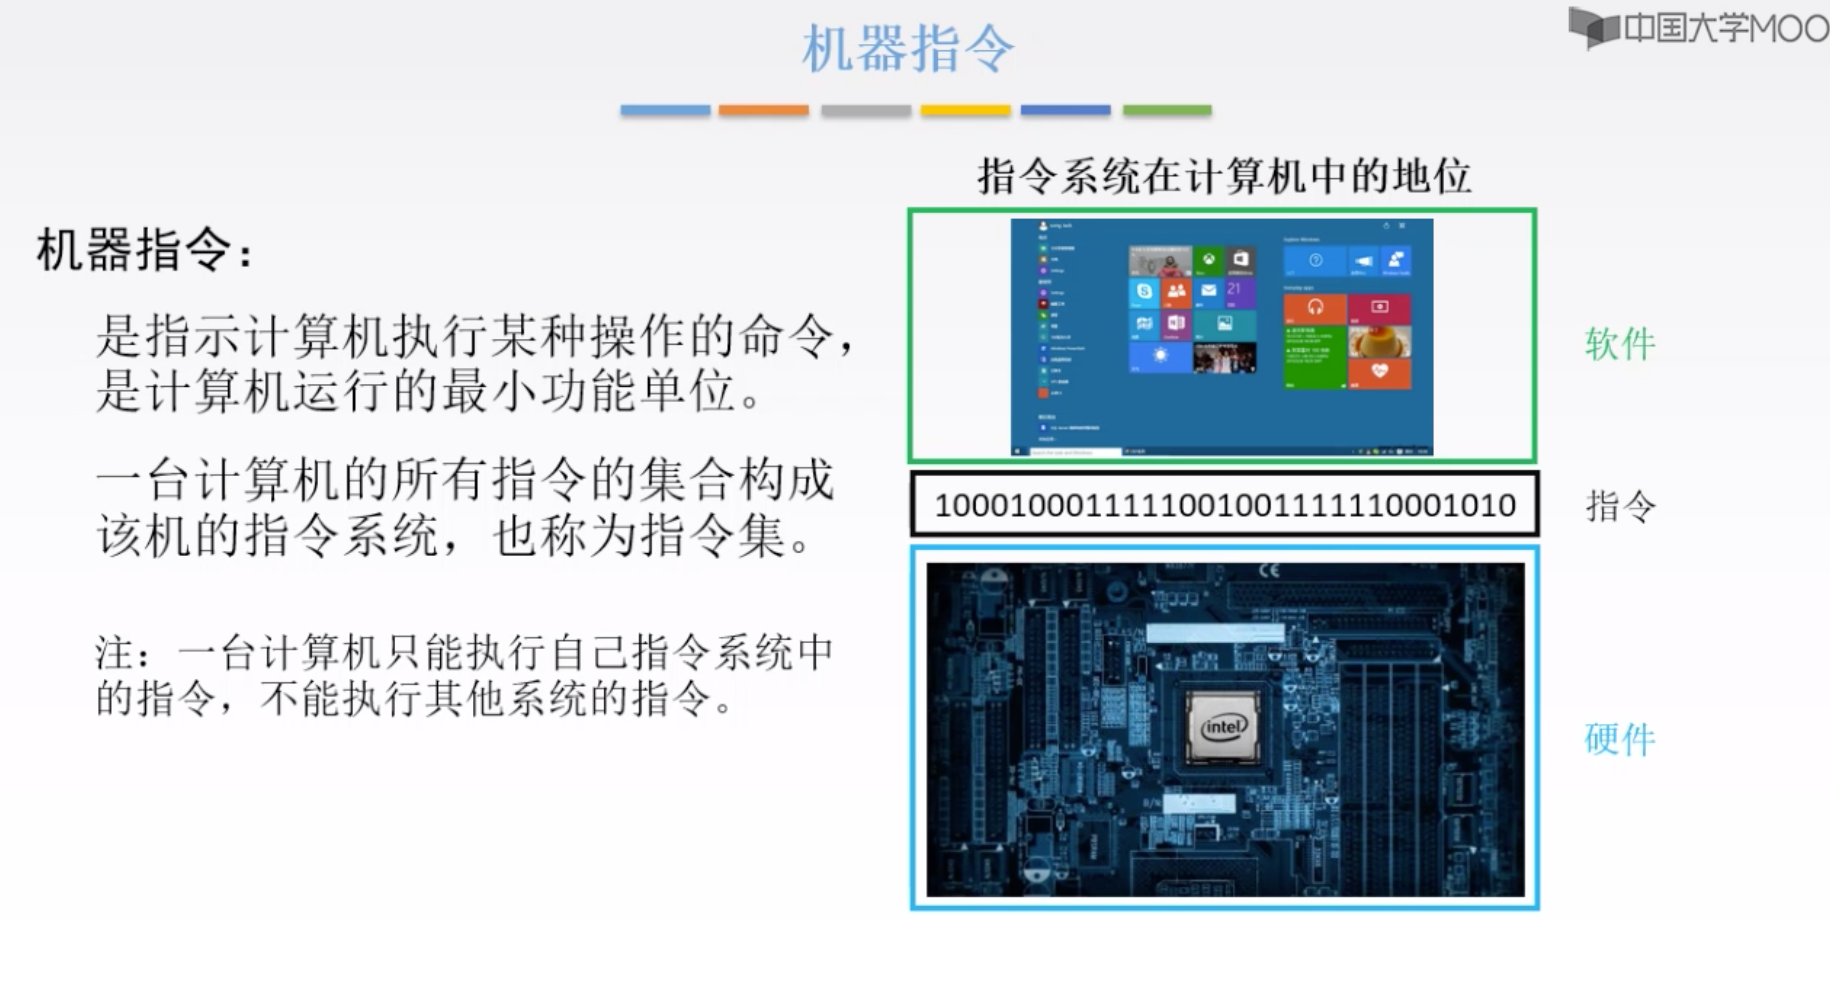 中国大学MOO
机器指令
指令系统在计算机中的地位
机器指令：
是指示计算机执行某种操作的命令，
是计算机运行的最小功能单位。
一台计算机的所有指令的集合构成
该机的指令系统，也称为指令集。
注：一台计算机只能执行自己指令系统中
的指令，不能执行其他系统的指令。
21
软件
1000100011111001001111110001010
指令
CE
S/N
intel
B/N
硬件